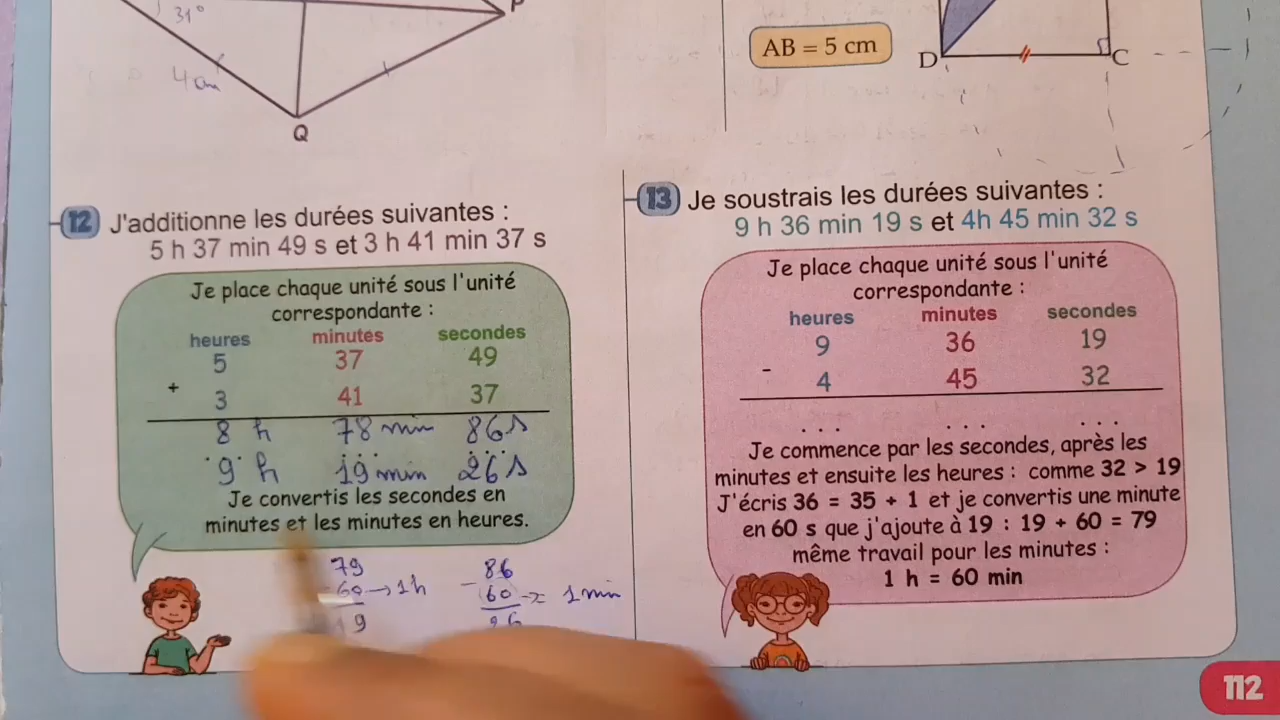 31°
4 cm
Q
P
AB = 5 cm
D
C
12 J'additionne les durées suivantes :
5 h 37 min 49 s et 3 h 41 min 37 s
Je place chaque unité sous l'unité
correspondante :
heures minutes secondes
5 37 49
+
3 41 37
8 h 78 min 86 s
9 h 19 min 26 s
Je convertis les secondes en
minutes et les minutes en heures.
79 86
60 → 1h - 60 → 1 min
19 26
13 Je soustrais les durées suivantes :
9 h 36 min 19 s et 4h 45 min 32 s
Je place chaque unité sous l'unité
correspondante :
heures minutes secondes
9 36 19
-
4 45 32
... ... ...
Je commence par les secondes, après les
minutes et ensuite les heures : comme 32 > 19
J'écris 36 = 35 + 1 et je convertis une minute
en 60 s que j'ajoute à 19 : 19 + 60 = 79
même travail pour les minutes :
1 h = 60 min
112